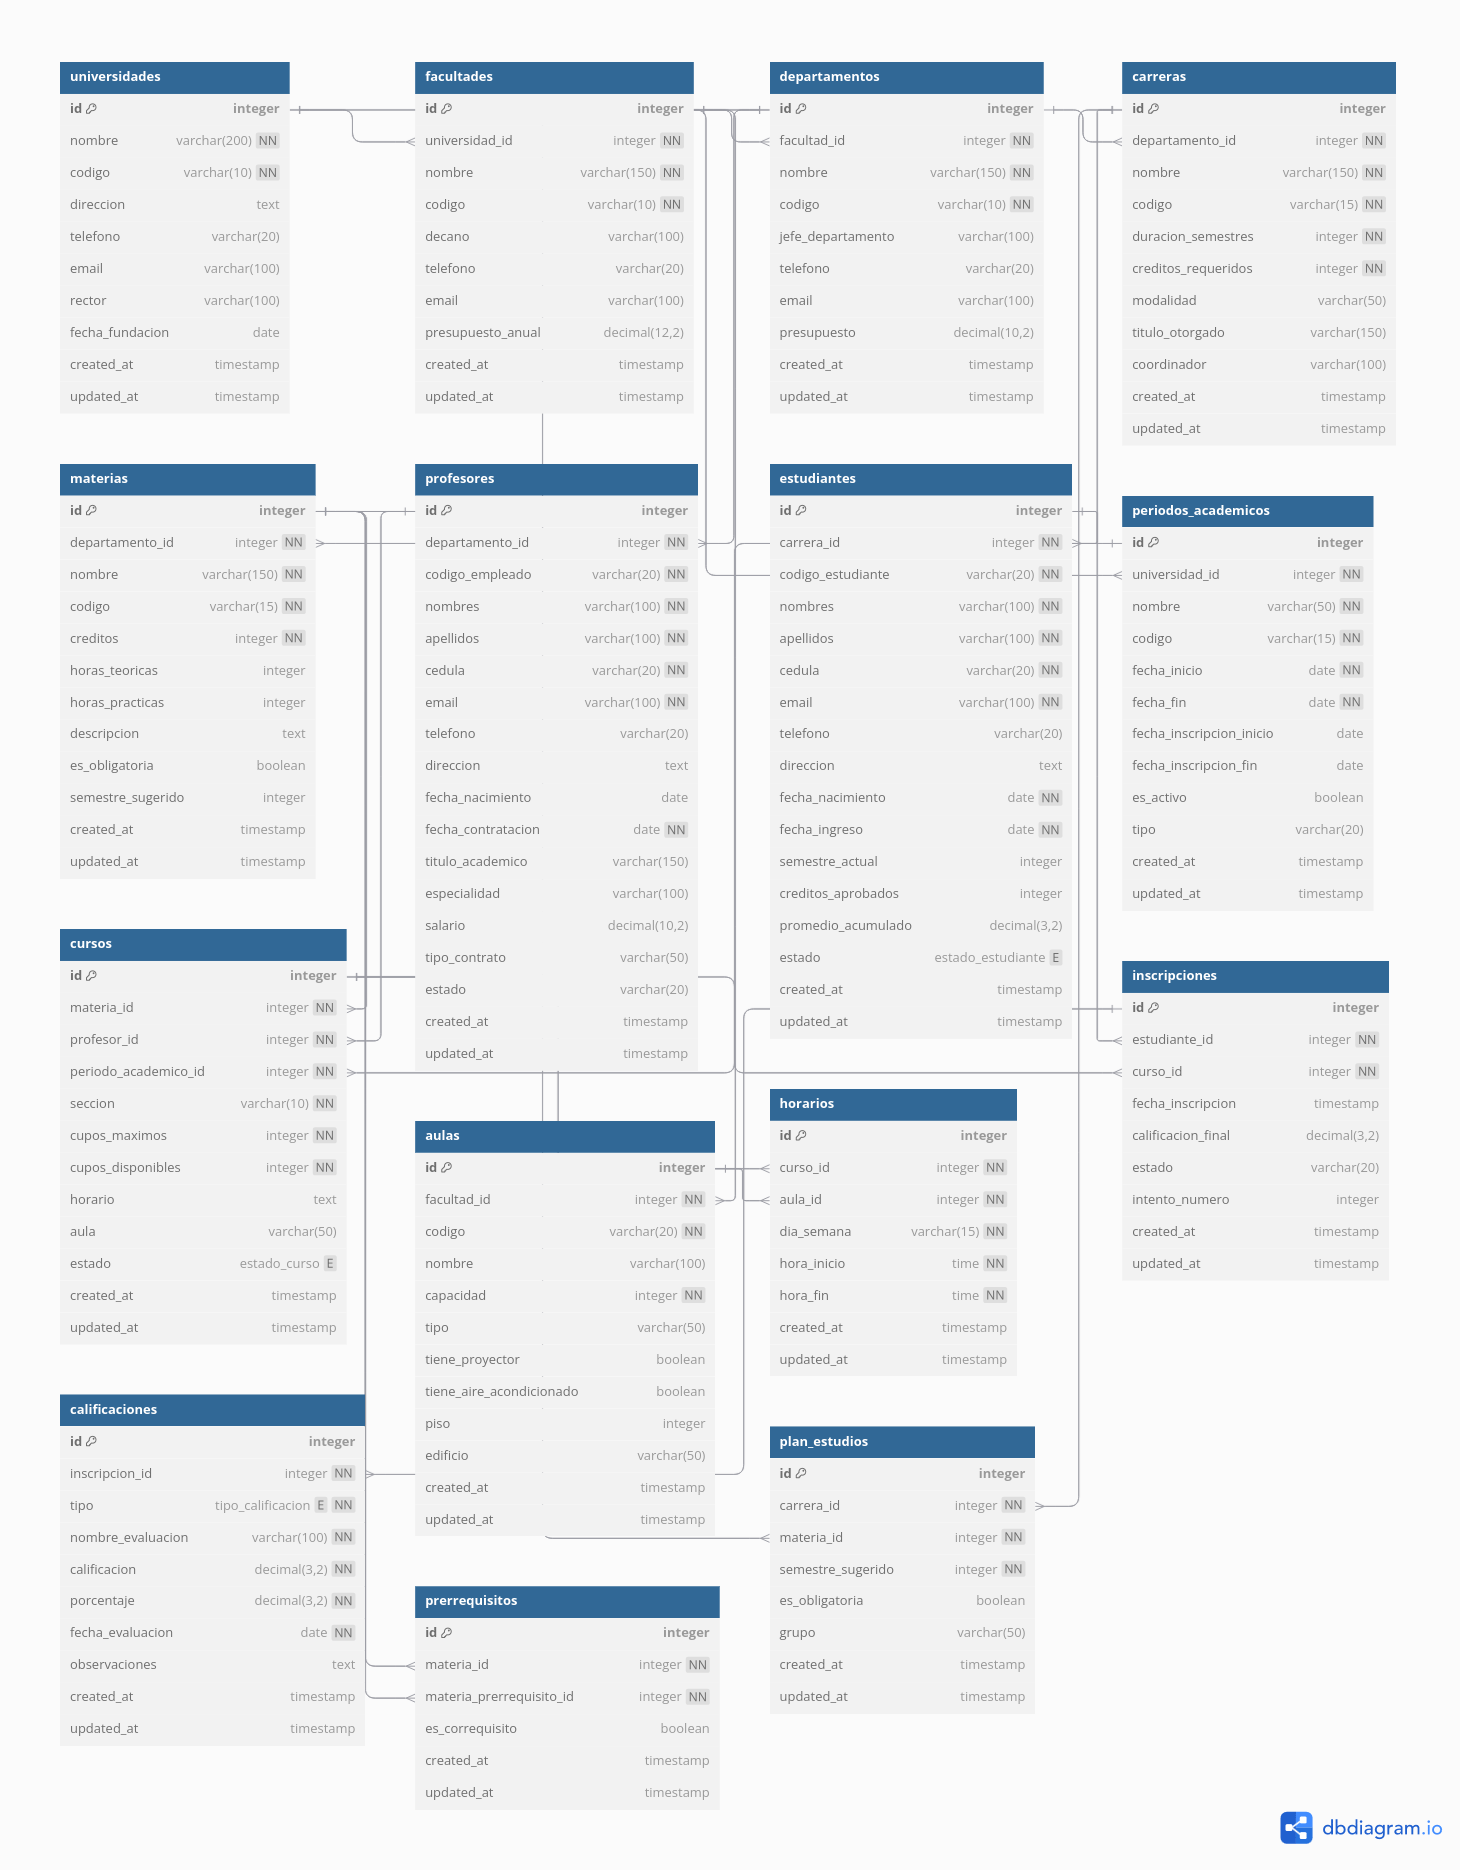 universidades
id integer
nombre varchar(200) NN
codigo varchar(10) NN
direccion text
telefono varchar(20)
email varchar(100)
rector varchar(100)
fecha_fundacion date
created_at timestamp
updated_at timestamp
facultades
id integer
universidad_id integer NN
nombre varchar(150) NN
codigo varchar(10) NN
decano varchar(100)
telefono varchar(20)
email varchar(100)
presupuesto_anual decimal(12,2)
created_at timestamp
updated_at timestamp
departamentos
id integer
facultad_id integer NN
nombre varchar(150) NN
codigo varchar(10) NN
jefe_departamento varchar(100)
telefono varchar(20)
email varchar(100)
presupuesto decimal(10,2)
created_at timestamp
updated_at timestamp
carreras
id integer
departamento_id integer NN
nombre varchar(150) NN
codigo varchar(15) NN
duracion_semestres integer NN
creditos_requeridos integer NN
modalidad varchar(50)
titulo_otorgado varchar(150)
coordinador varchar(100)
created_at timestamp
updated_at timestamp
materias
id integer
departamento_id integer NN
nombre varchar(150) NN
codigo varchar(15) NN
creditos integer NN
horas_teoricas integer
horas_practicas integer
descripcion text
es_obligatoria boolean
semestre_sugerido integer
created_at timestamp
updated_at timestamp
profesores
id integer
departamento_id integer NN
codigo_empleado varchar(20) NN
nombres varchar(100) NN
apellidos varchar(100) NN
cedula varchar(20) NN
email varchar(100) NN
telefono varchar(20)
direccion text
fecha_nacimiento date
fecha_contratacion date NN
titulo_academico varchar(150)
especialidad varchar(100)
salario decimal(10,2)
tipo_contrato varchar(50)
estado varchar(20)
created_at timestamp
updated_at timestamp
estudiantes
id integer
carrera_id integer NN
codigo_estudiante varchar(20) NN
nombres varchar(100) NN
apellidos varchar(100) NN
cedula varchar(20) NN
email varchar(100) NN
telefono varchar(20)
direccion text
fecha_nacimiento date NN
fecha_ingreso date NN
semestre_actual integer
creditos_aprobados integer
promedio_acumulado decimal(3,2)
estado estado_estudiante E
created_at timestamp
updated_at timestamp
periodos_academicos
id integer
universidad_id integer NN
nombre varchar(50) NN
codigo varchar(15) NN
fecha_inicio date NN
fecha_fin date NN
fecha_inscripcion_inicio date
fecha_inscripcion_fin date
es_activo boolean
tipo varchar(20)
created_at timestamp
updated_at timestamp
cursos
id integer
materia_id integer NN
profesor_id integer NN
periodo_academico_id integer NN
seccion varchar(10) NN
cupos_maximos integer NN
cupos_disponibles integer NN
horario text
aula varchar(50)
estado estado_curso E
created_at timestamp
updated_at timestamp
inscripciones
id integer
estudiante_id integer NN
curso_id integer NN
fecha_inscripcion timestamp
calificacion_final decimal(3,2)
estado varchar(20)
intento_numero integer
created_at timestamp
updated_at timestamp
aulas
id integer
facultad_id integer NN
codigo varchar(20) NN
nombre varchar(100)
capacidad integer NN
tipo varchar(50)
tiene_proyector boolean
tiene_aire_acondicionado boolean
piso integer
edificio varchar(50)
created_at timestamp
updated_at timestamp
horarios
id integer
curso_id integer NN
aula_id integer NN
dia_semana varchar(15) NN
hora_inicio time NN
hora_fin time NN
created_at timestamp
updated_at timestamp
calificaciones
id integer
inscripcion_id integer NN
tipo tipo_calificacion E NN
nombre_evaluacion varchar(100) NN
calificacion decimal(3,2) NN
porcentaje decimal(3,2) NN
fecha_evaluacion date NN
observaciones text
created_at timestamp
updated_at timestamp
plan_estudios
id integer
carrera_id integer NN
materia_id integer NN
semestre_sugerido integer NN
es_obligatoria boolean
grupo varchar(50)
created_at timestamp
updated_at timestamp
prerrequisitos
id integer
materia_id integer NN
materia_prerrequisito_id integer NN
es_correquisito boolean
created_at timestamp
updated_at timestamp
dbdiagram.io